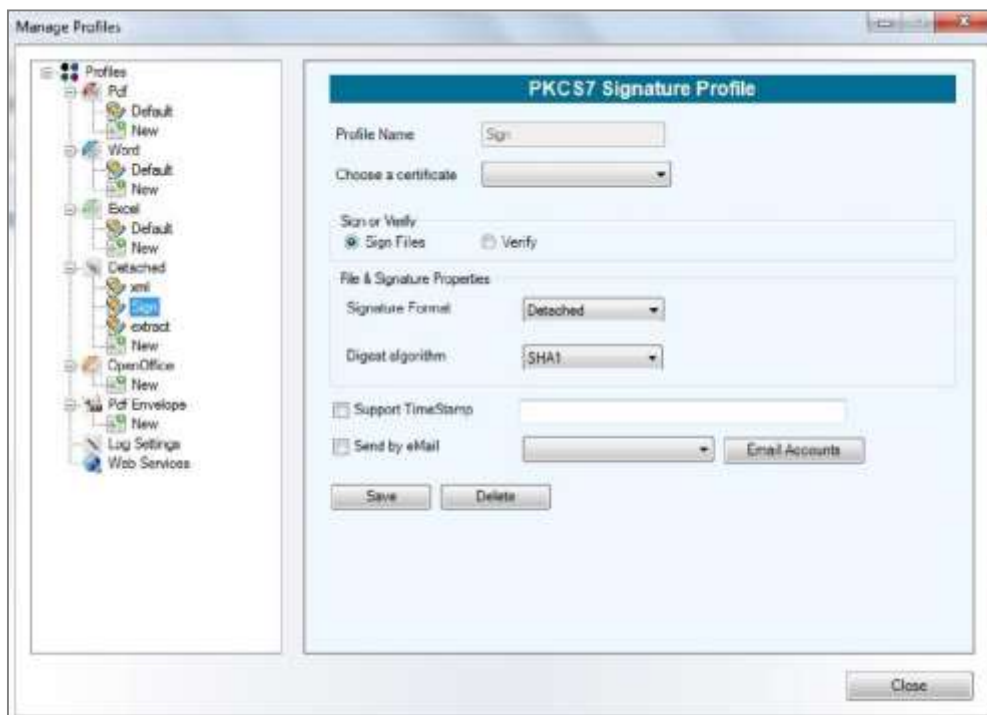 Manage Profiles
Profiles
Pdf
Default
New
Word
Default
New
Excel
Default
New
Detached
xml
Sign
extract
New
OpenOffice
New
Pdf Envelope
New
Log Settings
Web Services
PKCS7 Signature Profile
Profile Name Sign
Choose a certificate
Sign or Verify
Sign Files Verify
File & Signature Properties
Signature Format Detached
Digest algorithm SHA1
Support TimeStamp
Send by eMail Email Accounts
Save Delete
Close